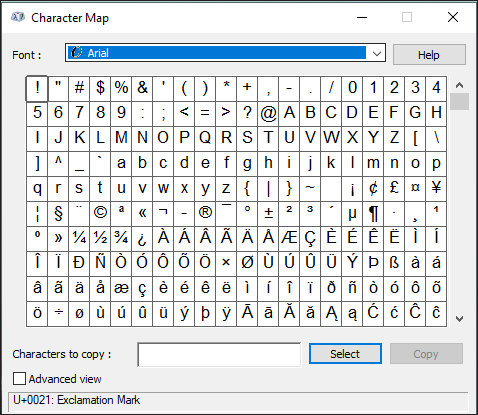 Character Map
Font : Arial Help
! " # $ % & ' ( ) * + , - . / 0 1 2 3 4
5 6 7 8 9 : ; < = > ? @ A B C D E F G H
I J K L M N O P Q R S T U V W X Y Z [ \
] ^ _ ` a b c d e f g h i j k l m n o p
q r s t u v w x y z { | } ~ ¡ ¢ £ ¤ ¥
¦ § ¨ © ª « ¬ - ® ¯ ° ± ² ³ ´ µ ¶ · ¸ ¹
º » ¼ ½ ¾ ¿ À Á Â Ã Ä Å Æ Ç È É Ê Ë Ì Í
Î Ï Ð Ñ Ò Ó Ô Õ Ö × Ø Ù Ú Û Ü Ý Þ ß à á
â ã ä å æ ç è é ê ë ì í î ï ð ñ ò ó ô õ
ö ÷ ø ù ú û ü ý þ ÿ Ā ā Ă ă Ą ą Ć ć Ĉ ĉ
Characters to copy : Select Copy
Advanced view
U+0021: Exclamation Mark